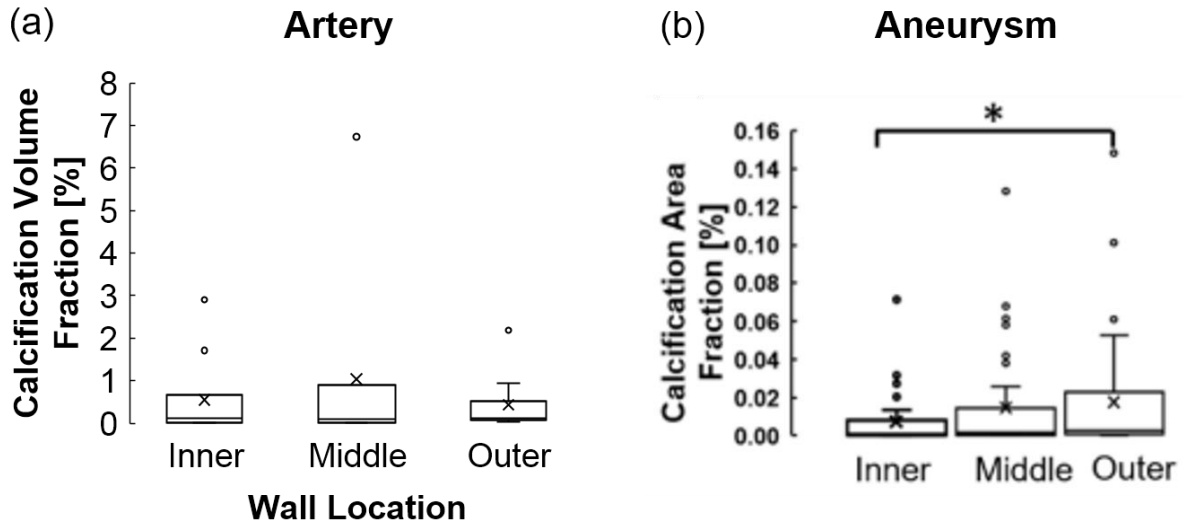 (a)
Artery
Calcification Volume
Fraction [%]
8
7
6
5
4
3
2
1
0
Inner Middle Outer
Wall Location
(b)
Aneurysm
Calcification Area
Fraction [%]
*
0.16
0.14
0.12
0.10
0.08
0.06
0.04
0.02
0.00
Inner Middle Outer